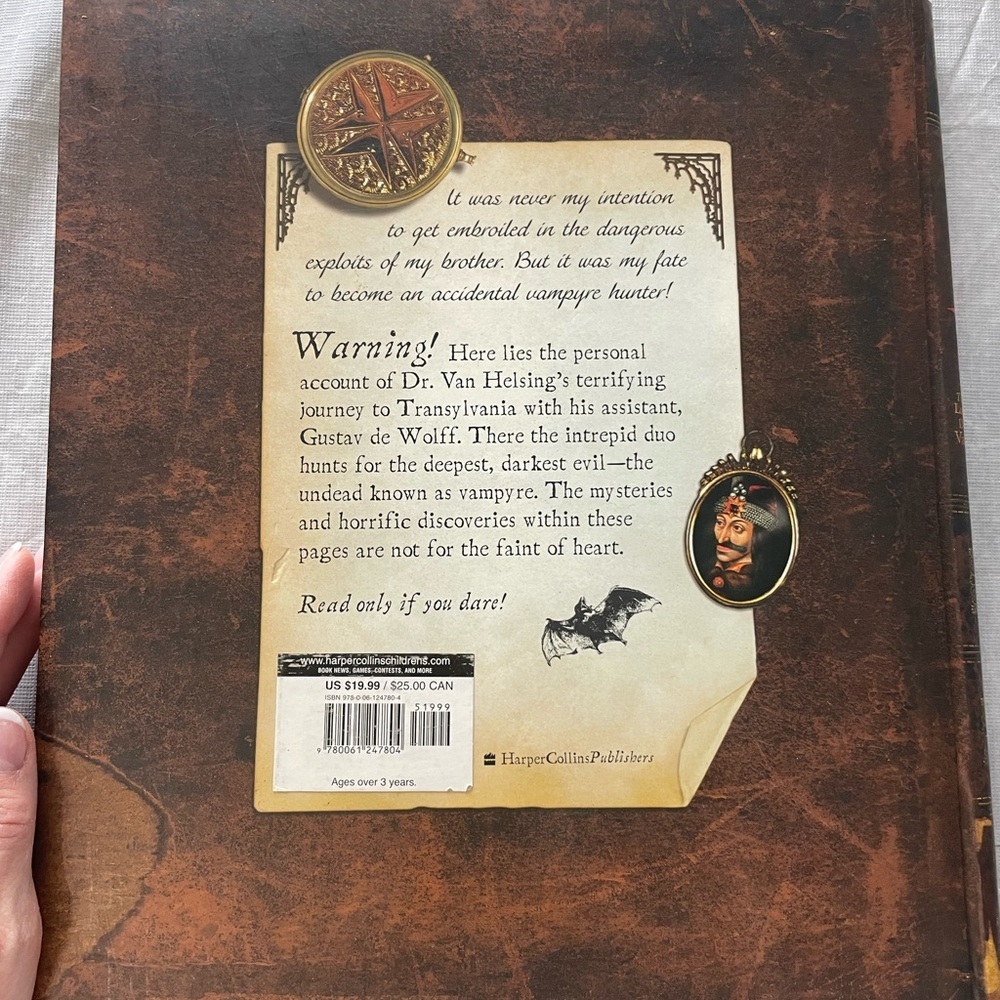 It was never my intention
to get embroiled in the dangerous
exploits of my brother. But it was my fate
to become an accidental vampyre hunter!
Warning! Here lies the personal
account of Dr. Van Helsing's terrifying
journey to Transylvania with his assistant,
Gustav de Wolff. There the intrepid duo
hunts for the deepest, darkest evil—the
undead known as vampyre. The mysteries
and horrific discoveries within these
pages are not for the faint of heart.
Read only if you dare!
www.harpercollinschildrens.com
BOOK NEWS, GAMES, CONTESTS, AND MORE
US $19.99 / $25.00 CAN
ISBN 978-0-06-124780-4
51999
9 780061 247804
Ages over 3 years.
HarperCollinsPublishers